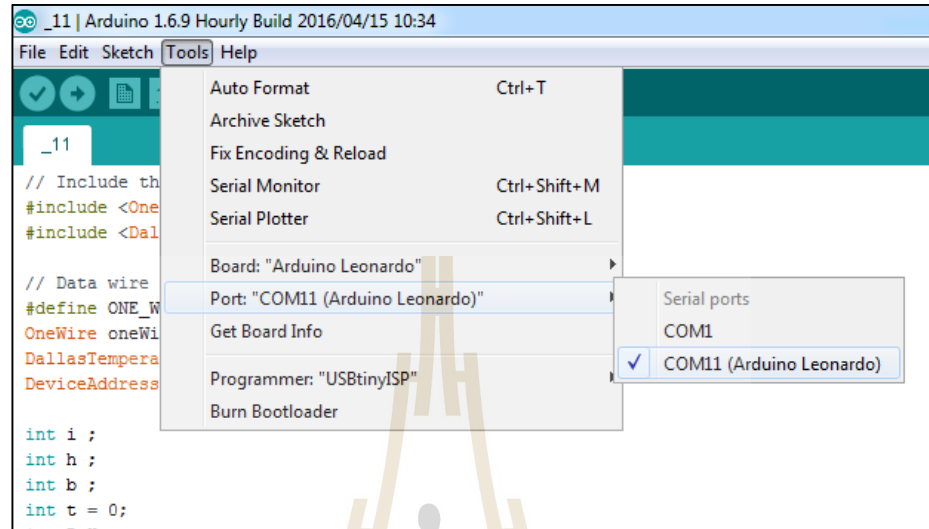 _11 | Arduino 1.6.9 Hourly Build 2016/04/15 10:34
File Edit Sketch Tools Help
Auto Format Ctrl+T
Archive Sketch
_11
Fix Encoding & Reload
// Include th
Serial Monitor Ctrl+Shift+M
#include <One
Serial Plotter Ctrl+Shift+L
#include <Dal
Board: "Arduino Leonardo"
// Data wire
Port: "COM11 (Arduino Leonardo)"
Serial ports
#define ONE_W
Get Board Info
COM1
OneWire oneWi
DallasTempera
COM11 (Arduino Leonardo)
Programmer: "USBtinyISP"
DeviceAddress
Burn Bootloader
int i ;
int h ;
int b ;
int t = 0;